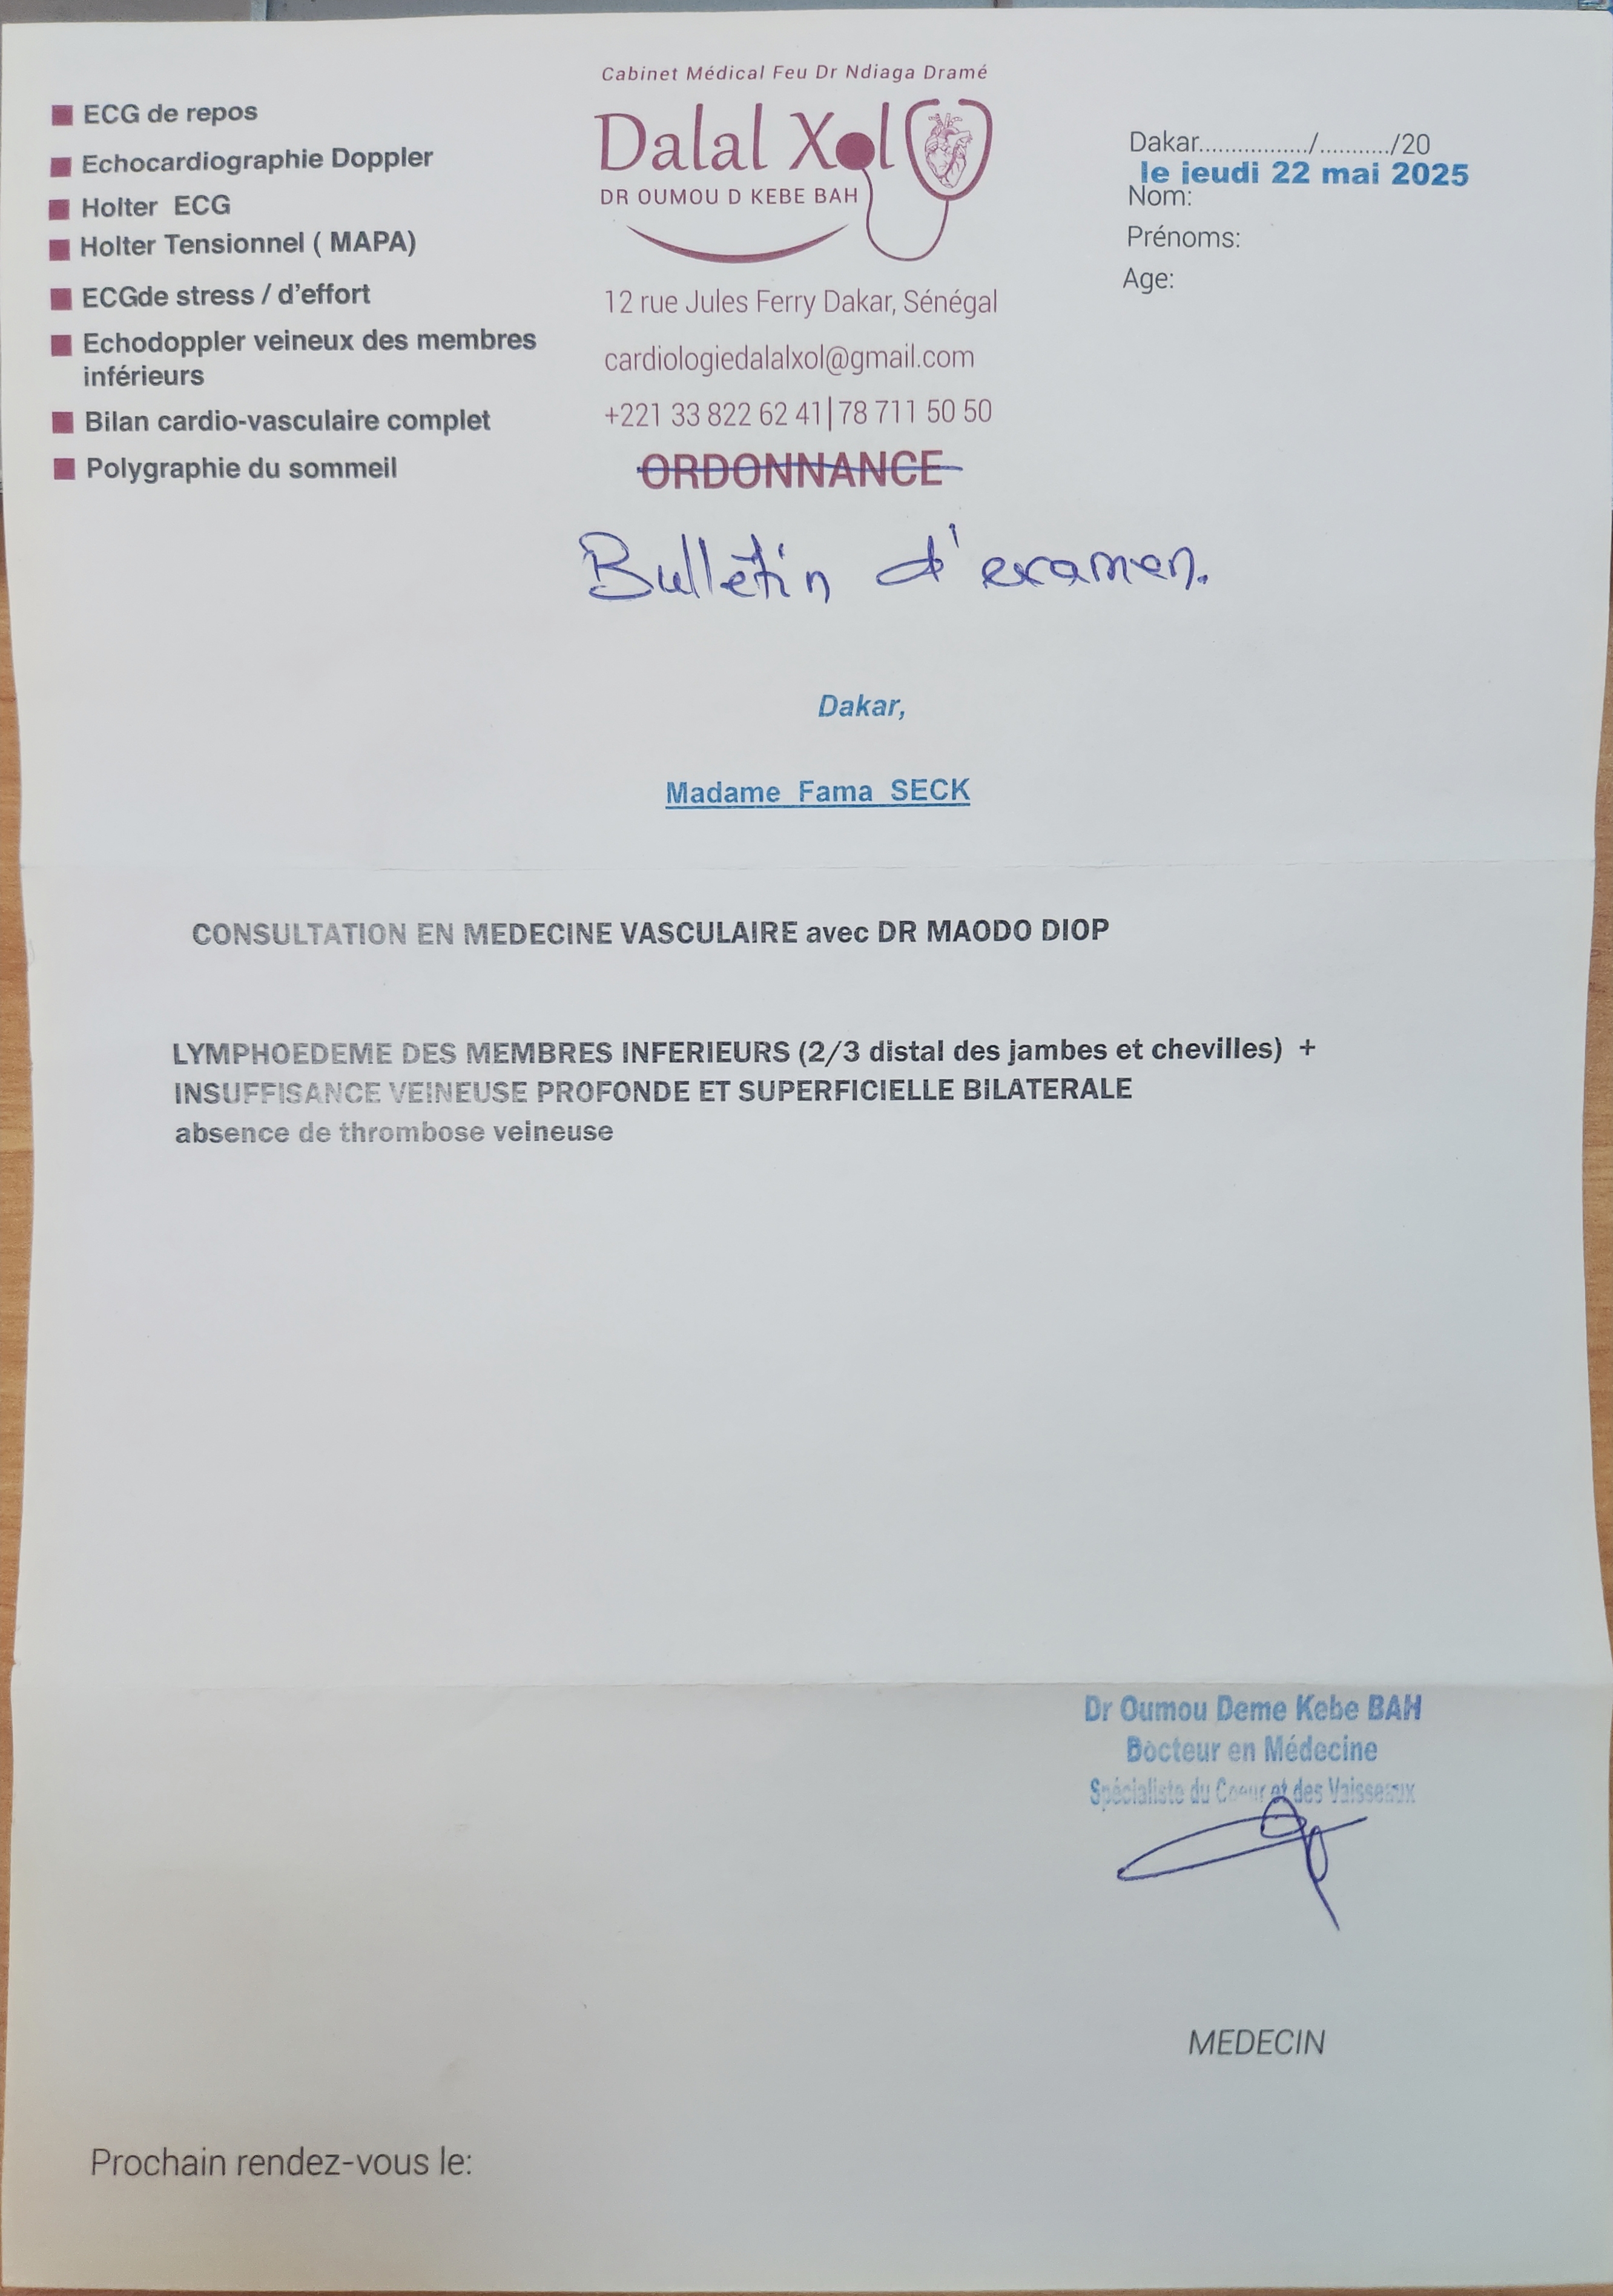 Cabinet Médical Feu Dr Ndiaga Dramé
Dalal Xol
DR OUMOU D KEBE BAH
12 rue Jules Ferry Dakar, Sénégal
cardiologiedalalxol@gmail.com
+221 33 822 62 41|78 711 50 50
ECG de repos
Echocardiographie Doppler
Holter ECG
Holter Tensionnel ( MAPA)
ECGde stress / d'effort
Echodoppler veineux des membres
inférieurs
Bilan cardio-vasculaire complet
Polygraphie du sommeil
Dakar................/.........../20
le jeudi 22 mai 2025
Nom:
Prénoms:
Age:
ORDONNANCE
Bulletin d'examen.
Dakar,
Madame Fama SECK
CONSULTATION EN MEDECINE VASCULAIRE avec DR MAODO DIOP
LYMPHOEDEME DES MEMBRES INFERIEURS (2/3 distal des jambes et chevilles) +
INSUFFISANCE VEINEUSE PROFONDE ET SUPERFICIELLE BILATERALE
absence de thrombose veineuse
Dr Oumou Deme Kebe BAH
Docteur en Médecine
Spécialiste du Coeur et des Vaisseaux
MEDECIN
Prochain rendez-vous le: